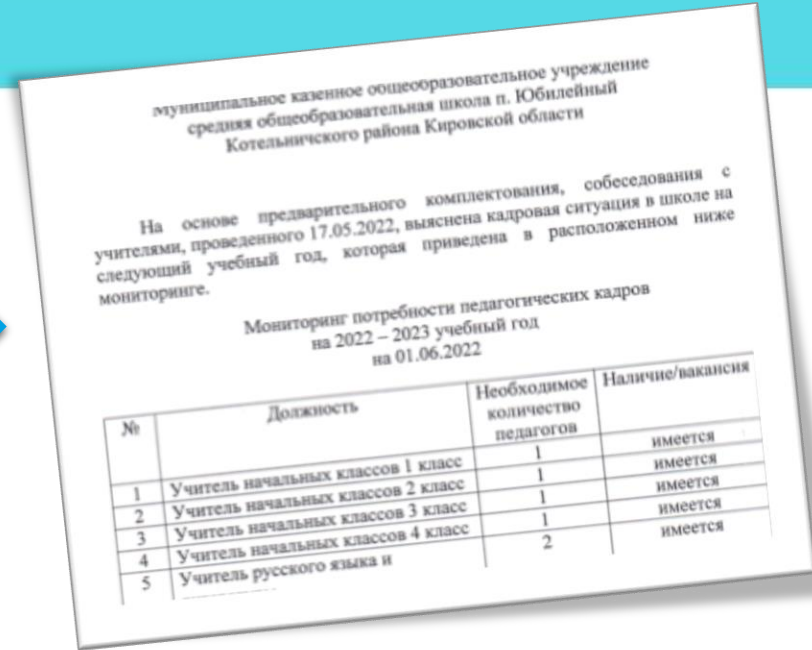 Муниципальное казенное общеобразовательное учреждение
средняя общеобразовательная школа п. Юбилейный
Котельничского района Кировской области
На основе предварительного комплектования, собеседования с
учителями, проведенного 17.05.2022, выяснена кадровая ситуация в школе на
следующий учебный год, которая приведена в расположенном ниже
мониторинге.
Мониторинг потребности педагогических кадров
на 2022 – 2023 учебный год
на 01.06.2022
№ Должность Необходимое количество педагогов Наличие/вакансия
1 Учитель начальных классов 1 класс 1 имеется
2 Учитель начальных классов 2 класс 1 имеется
3 Учитель начальных классов 3 класс 1 имеется
4 Учитель начальных классов 4 класс 1 имеется
5 Учитель русского языка и 2 имеется